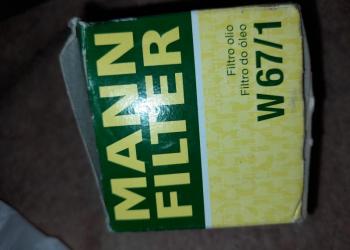 MANN
FILTER
Filtro olio
Filtro do óleo
W 67/1